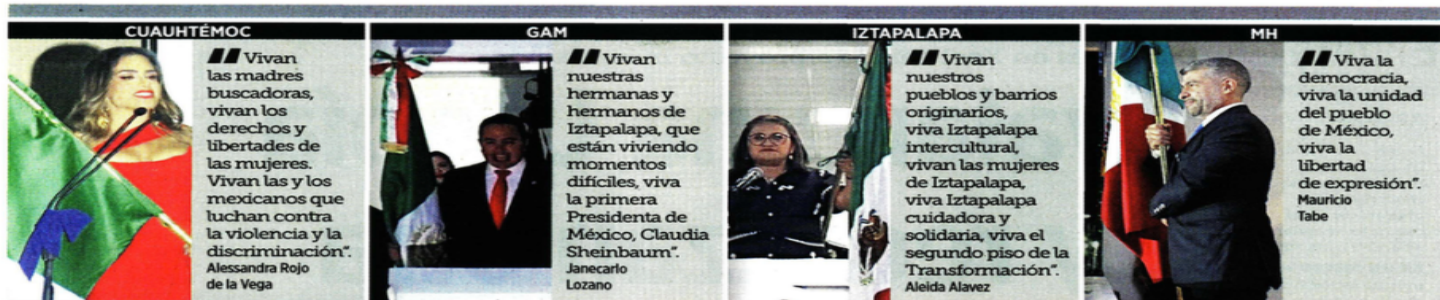 CUAUHTÉMOC
Vivan
las madres
buscadoras,
vivan los
derechos y
libertades de
las mujeres.
Vivan las y los
mexicanos que
luchan contra
la violencia y la
discriminación”.
Alessandra Rojo
de la Vega
GAM
Vivan
nuestras
hermanas y
hermanos de
Iztapalapa, que
están viviendo
momentos
difíciles, viva
la primera
Presidenta de
México, Claudia
Sheinbaum”.
Janecarlo
Lozano
IZTAPALAPA
Vivan
nuestros
pueblos y barrios
originarios,
viva Iztapalapa
intercultural,
vivan las mujeres
de Iztapalapa,
viva Iztapalapa
cuidadora y
solidaria, viva el
segundo piso de la
Transformación”.
Aleida Alavez
MH
Viva la
democracia,
viva la unidad
del pueblo
de México,
viva la
libertad
de expresión”.
Mauricio
Tabe